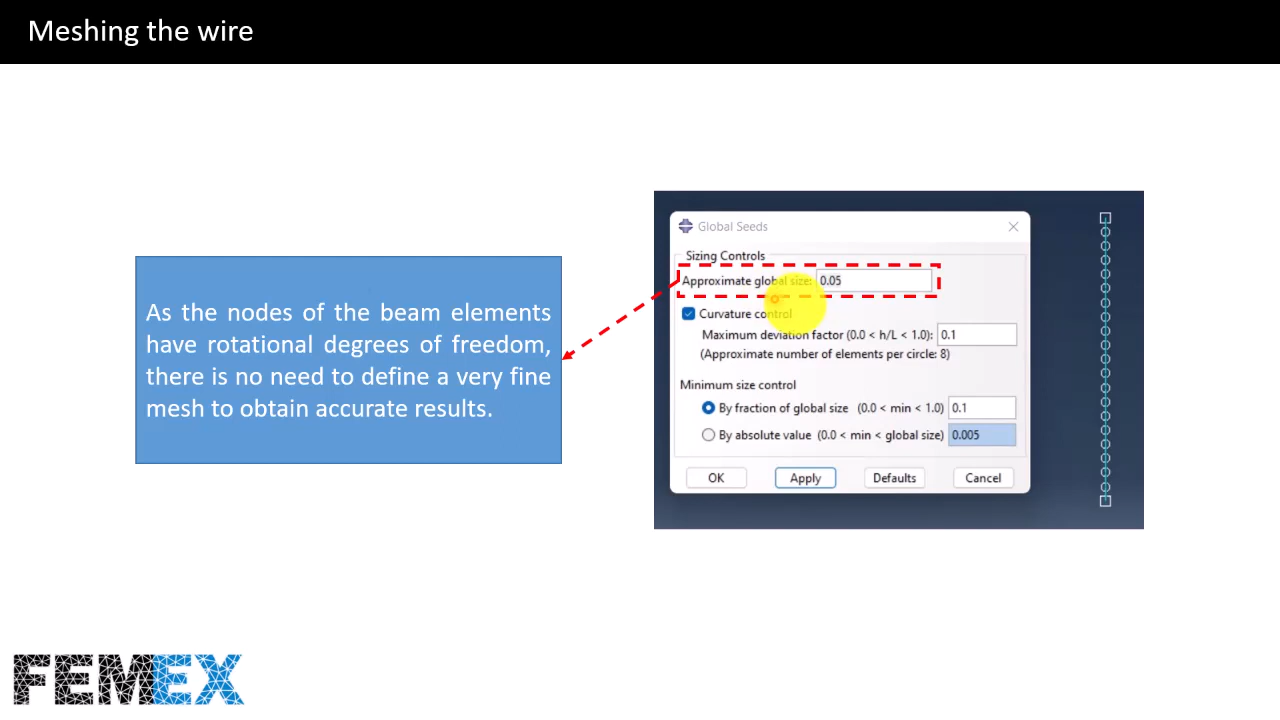 Meshing the wire
As the nodes of the beam elements
have rotational degrees of freedom,
there is no need to define a very fine
mesh to obtain accurate results.
Global Seeds
Sizing Controls
Approximate global size: 0.05
Curvature control
Maximum deviation factor (0.0 < h/L < 1.0): 0.1
(Approximate number of elements per circle: 8)
Minimum size control
By fraction of global size (0.0 < min < 1.0) 0.1
By absolute value (0.0 < min < global size) 0.005
OK Apply Defaults Cancel
FEMEX